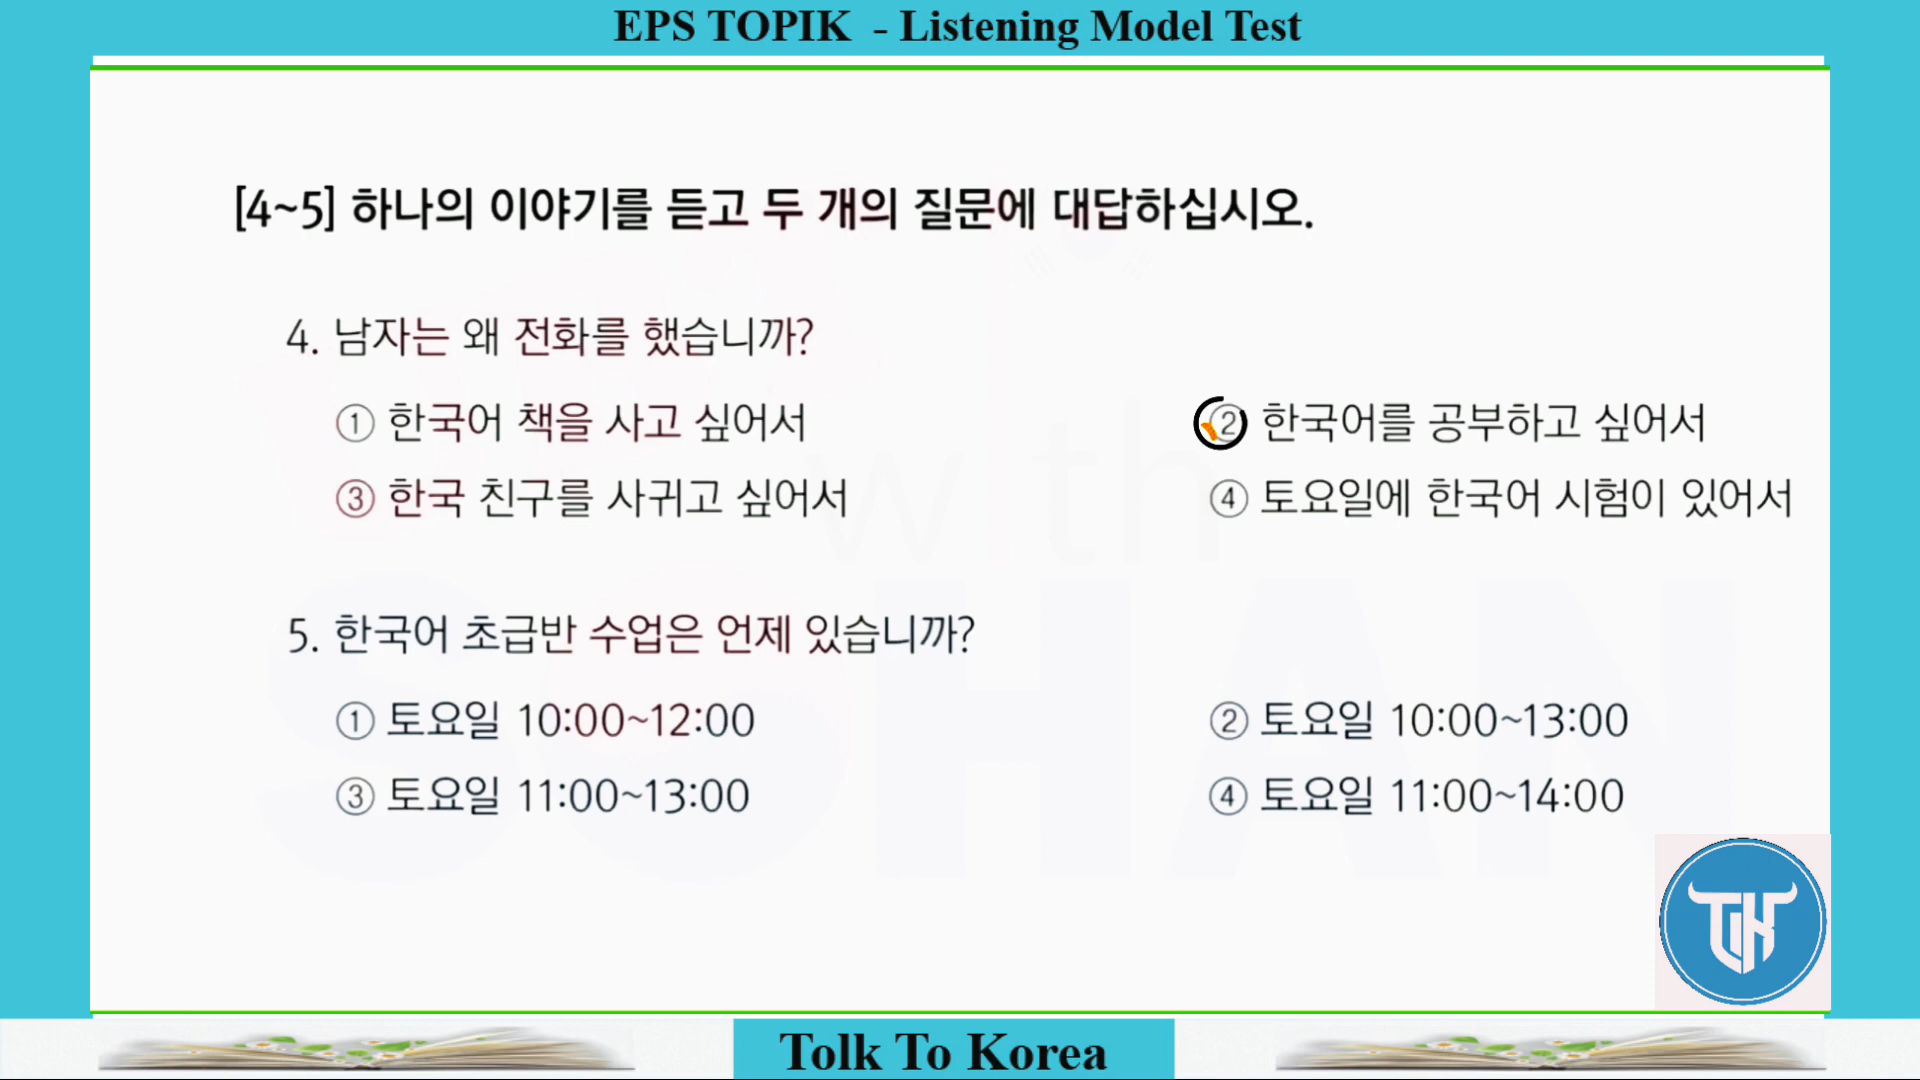 EPS TOPIK - Listening Model Test
[4~5] 하나의 이야기를 듣고 두 개의 질문에 대답하십시오.
4. 남자는 왜 전화를 했습니까?
① 한국어 책을 사고 싶어서 ② 한국어를 공부하고 싶어서
③ 한국 친구를 사귀고 싶어서 ④ 토요일에 한국어 시험이 있어서
5. 한국어 초급반 수업은 언제 있습니까?
① 토요일 10:00~12:00 ② 토요일 10:00~13:00
③ 토요일 11:00~13:00 ④ 토요일 11:00~14:00
Tolk To Korea